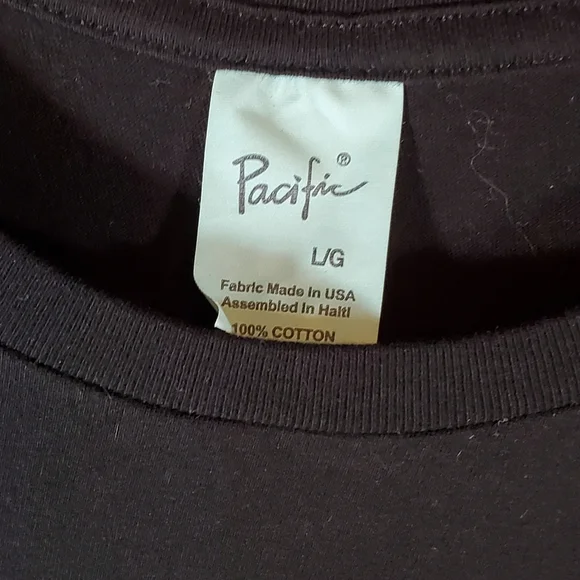 Pacific ®
L/G
Fabric Made In USA
Assembled In Haiti
100% COTTON